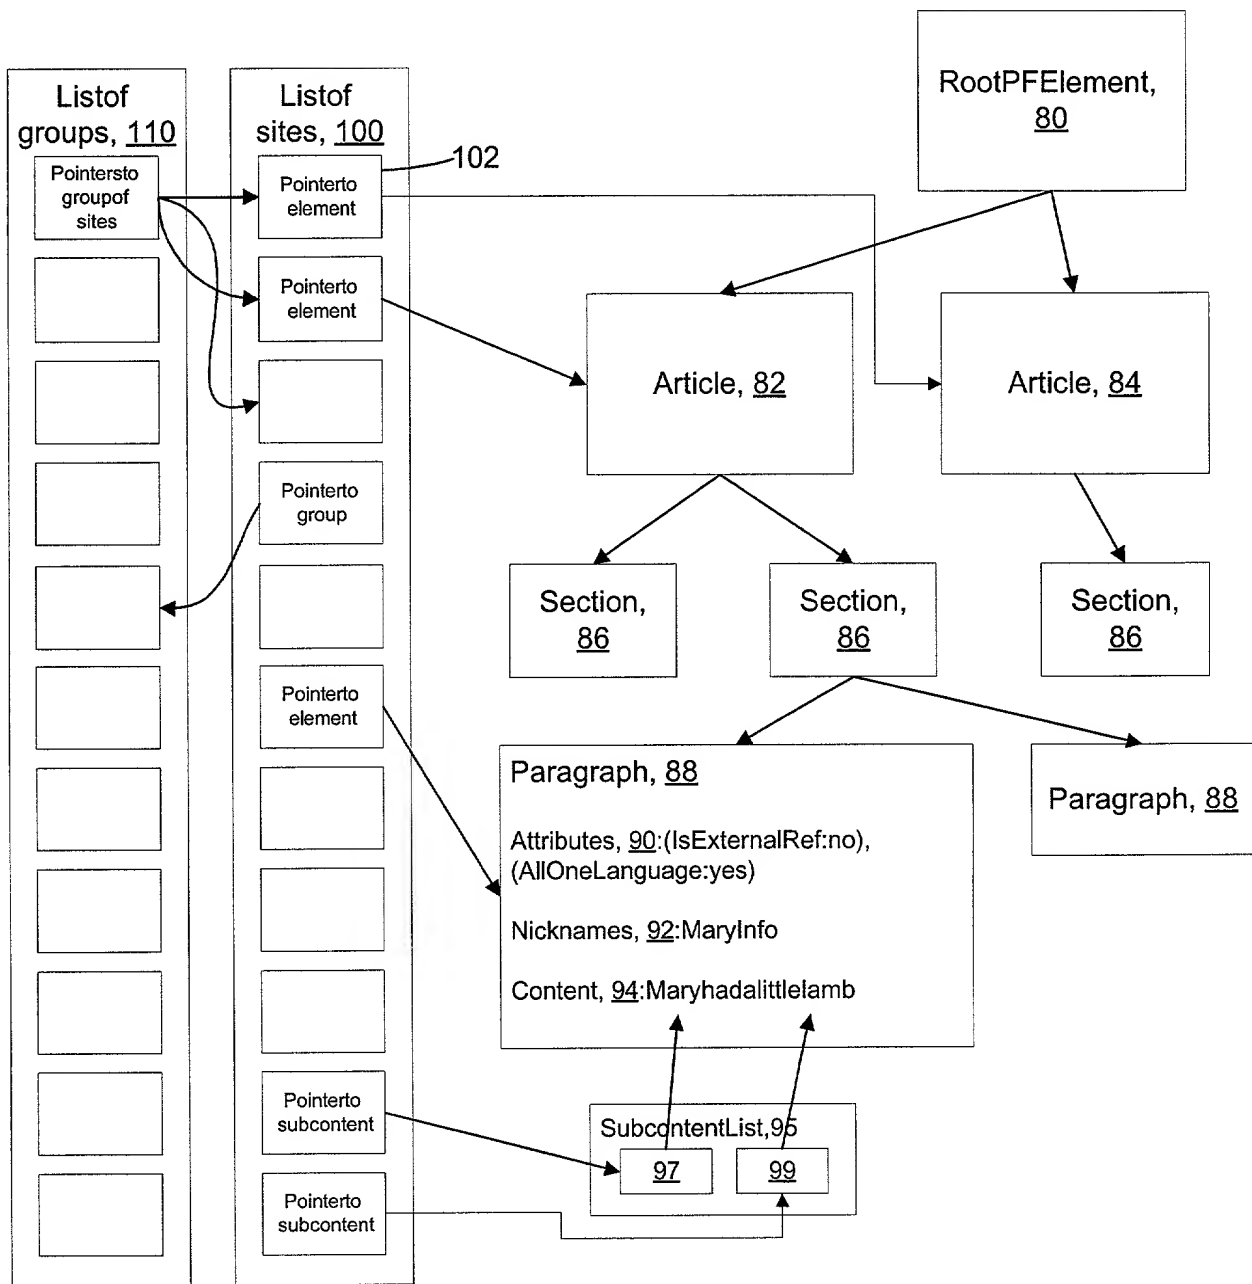 Listof
groups, 110
Pointersto
groupof
sites
Listof
sites, 100
102
Pointerto
element
Pointerto
element
Pointerto
group
Pointerto
element
Pointerto
subcontent
Pointerto
subcontent
RootPFElement,
80
Article, 82
Article, 84
Section,
86
Section,
86
Section,
86
Paragraph, 88
Attributes, 90:(IsExternalRef:no),
(AllOneLanguage:yes)
Nicknames, 92:MaryInfo
Content, 94:Maryhadalittlelamb
Paragraph, 88
SubcontentList,95
97
99